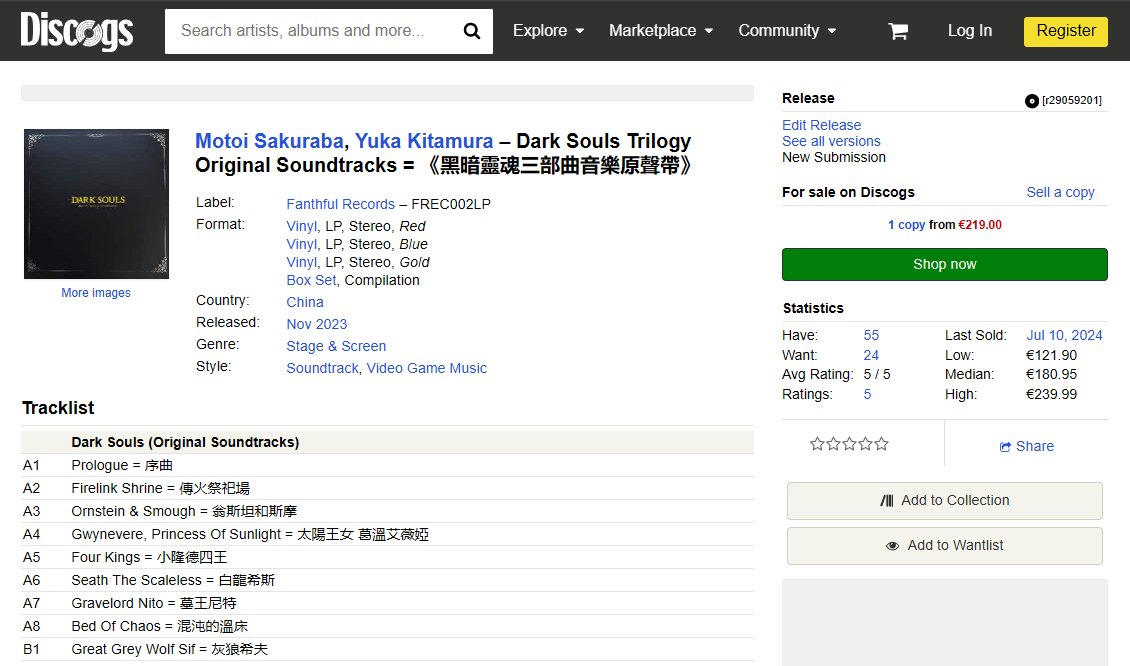 Discogs
Search artists, albums and more...
Explore
Marketplace
Community
Log In
Register
DARK SOULS
More images
Motoi Sakuraba, Yuka Kitamura – Dark Souls Trilogy
Original Soundtracks = 《黑暗靈魂三部曲音樂原聲帶》
Label: Fanthful Records – FREC002LP
Format: Vinyl, LP, Stereo, Red
Vinyl, LP, Stereo, Blue
Vinyl, LP, Stereo, Gold
Box Set, Compilation
Country: China
Released: Nov 2023
Genre: Stage & Screen
Style: Soundtrack, Video Game Music
Tracklist
Dark Souls (Original Soundtracks)
A1 Prologue = 序曲
A2 Firelink Shrine = 傳火祭祀場
A3 Ornstein & Smough = 翁斯坦和斯摩
A4 Gwynevere, Princess Of Sunlight = 太陽王女 葛溫艾薇婭
A5 Four Kings = 小隆德四王
A6 Seath The Scaleless = 白龍希斯
A7 Gravelord Nito = 墓王尼特
A8 Bed Of Chaos = 混沌的溫床
B1 Great Grey Wolf Sif = 灰狼希夫
Release [r29059201]
Edit Release
See all versions
New Submission
For sale on Discogs Sell a copy
1 copy from €219.00
Shop now
Statistics
Have: 55 Last Sold: Jul 10, 2024
Want: 24 Low: €121.90
Avg Rating: 5 / 5 Median: €180.95
Ratings: 5 High: €239.99
Share
Add to Collection
Add to Wantlist